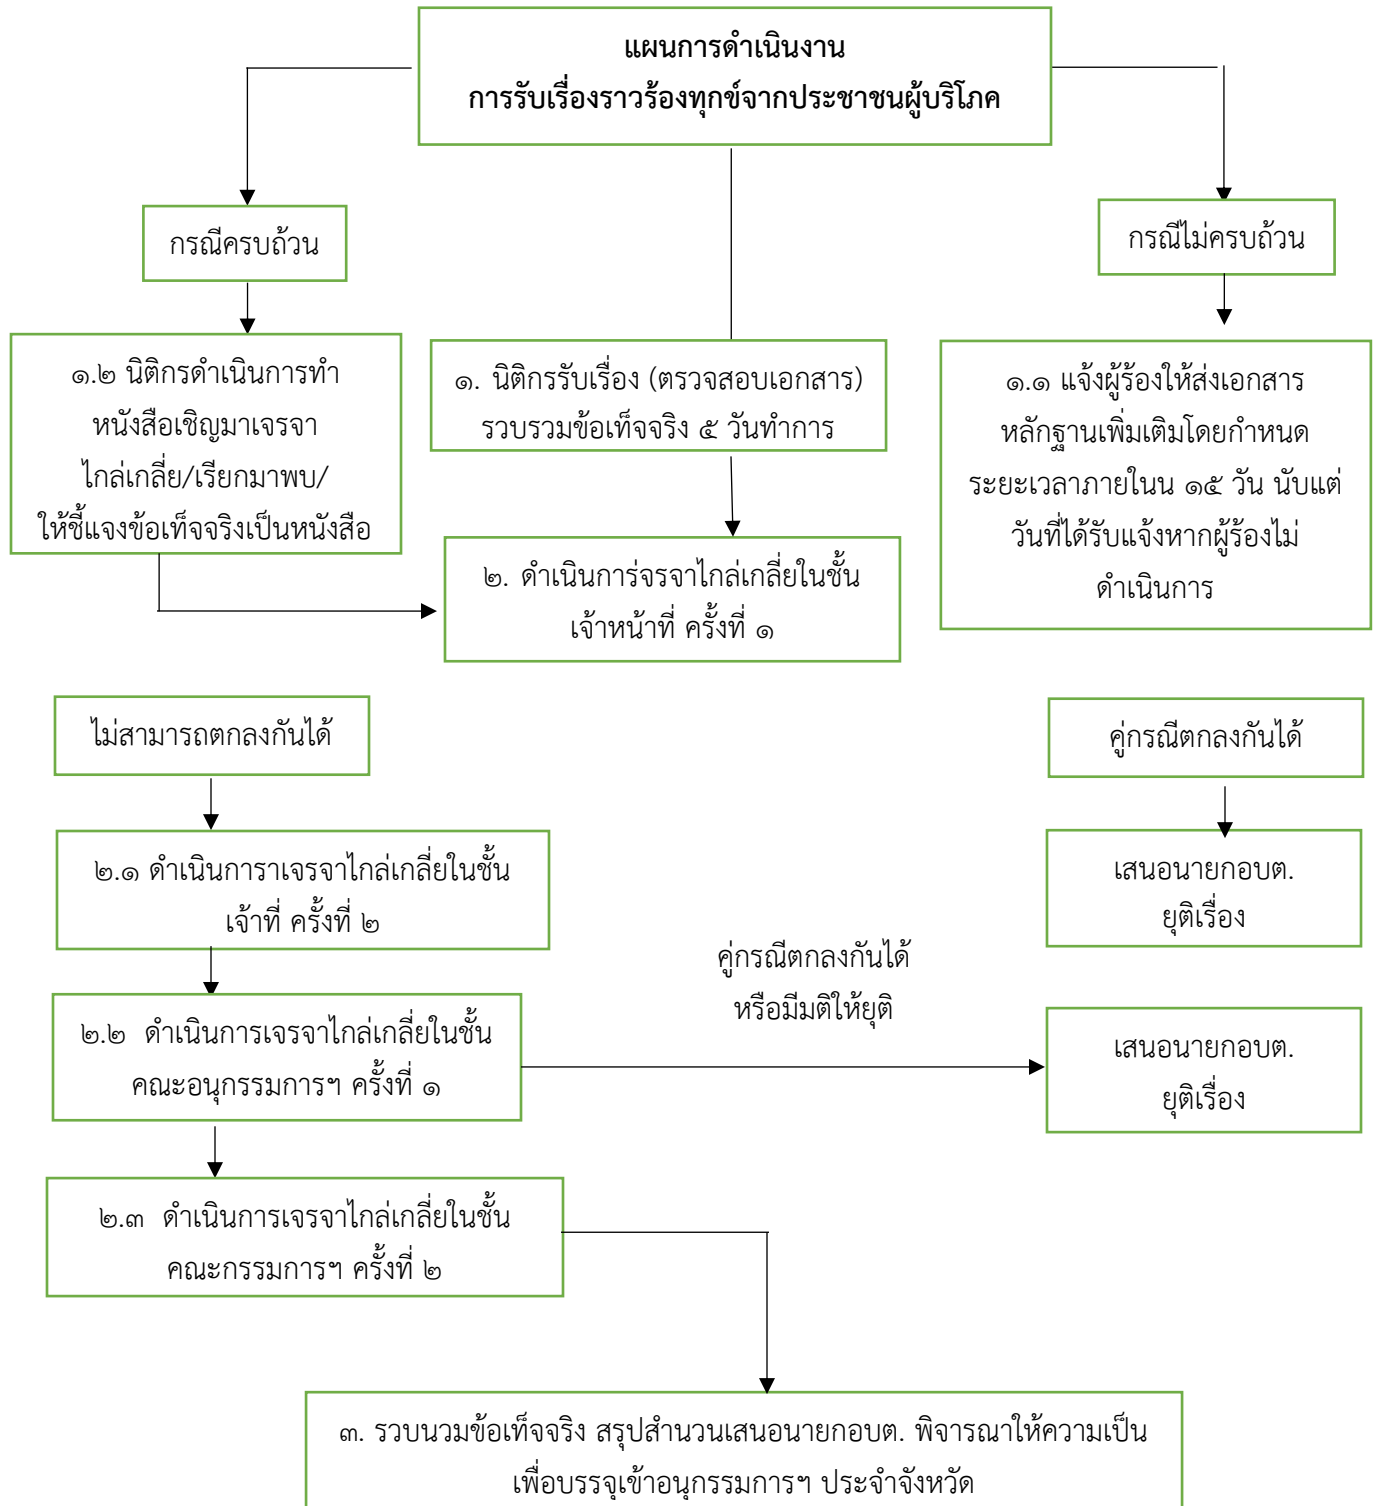 แผนการดำเนินงาน
การรับเรื่องราวร้องทุกข์จากประชาชนผู้บริโภค
กรณีครบถ้วน
กรณีไม่ครบถ้วน
๑.๒ นิติกรดำเนินการทำ
หนังสือเชิญมาเจรจา
ไกล่เกลี่ย/เรียกมาพบ/
ให้ชี้แจงข้อเท็จจริงเป็นหนังสือ
๑. นิติกรรับเรื่อง (ตรวจสอบเอกสาร)
รวบรวมข้อเท็จจริง ๕ วันทำการ
๑.๑ แจ้งผู้ร้องให้ส่งเอกสาร
หลักฐานเพิ่มเติมโดยกำหนด
ระยะเวลาภายในน ๑๕ วัน นับแต่
วันที่ได้รับแจ้งหากผู้ร้องไม่
ดำเนินการ
๒. ดำเนินการ่จรจาไกล่เกลี่ยในชั้น
เจ้าหน้าที่ ครั้งที่ ๑
ไม่สามารถตกลงกันได้
คู่กรณีตกลงกันได้
๒.๑ ดำเนินการาเจรจาไกล่เกลี่ยในชั้น
เจ้าที่ ครั้งที่ ๒
เสนอนายกอบต.
ยุติเรื่อง
คู่กรณีตกลงกันได้
หรือมีมติให้ยุติ
๒.๒ ดำเนินการเจรจาไกล่เกลี่ยในชั้น
คณะอนุกรรมการฯ ครั้งที่ ๑
เสนอนายกอบต.
ยุติเรื่อง
๒.๓ ดำเนินการเจรจาไกล่เกลี่ยในชั้น
คณะกรรมการฯ ครั้งที่ ๒
๓. รวบนวมข้อเท็จจริง สรุปสำนวนเสนอนายกอบต. พิจารณาให้ความเป็น
เพื่อบรรจุเข้าอนุกรรมการฯ ประจำจังหวัด